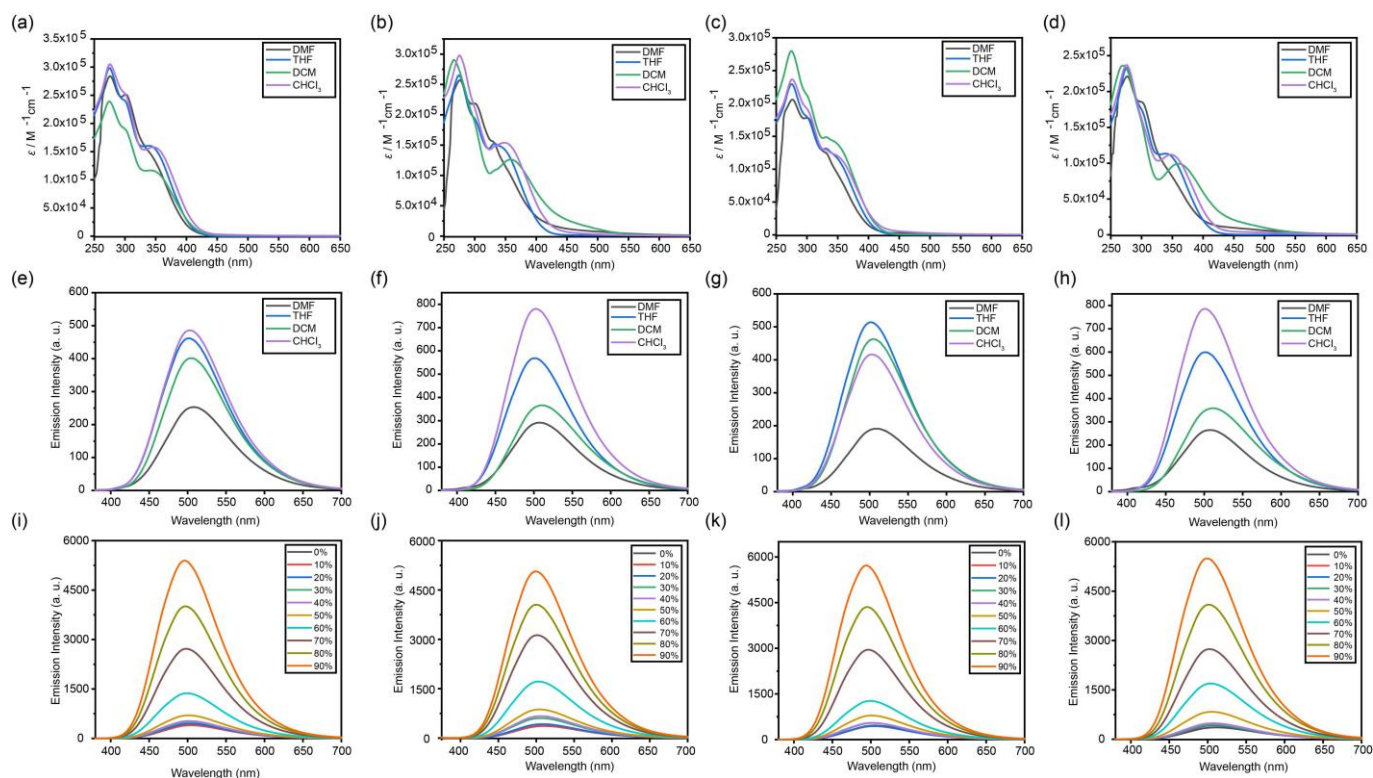 (a)
3.5x10⁵
3.0x10⁵
2.5x10⁵
2.0x10⁵
1.5x10⁵
1.0x10⁵
5.0x10⁴
0
ε / M ⁻¹cm ⁻¹
DMF
THF
DCM
CHCl₃
250 300 350 400 450 500 550 600 650
Wavelength (nm)
(b)
3.0x10⁵
2.5x10⁵
2.0x10⁵
1.5x10⁵
1.0x10⁵
5.0x10⁴
0
ε / M ⁻¹cm ⁻¹
DMF
THF
DCM
CHCl₃
250 300 350 400 450 500 550 600 650
Wavelength (nm)
(c)
3.0x10⁵
2.5x10⁵
2.0x10⁵
1.5x10⁵
1.0x10⁵
5.0x10⁴
0
ε / M ⁻¹cm ⁻¹
DMF
THF
DCM
CHCl₃
250 300 350 400 450 500 550 600 650
Wavelength (nm)
(d)
2.5x10⁵
2.0x10⁵
1.5x10⁵
1.0x10⁵
5.0x10⁴
0
ε / M ⁻¹cm ⁻¹
DMF
THF
DCM
CHCl₃
250 300 350 400 450 500 550 600 650
Wavelength (nm)
(e)
600
500
400
300
200
100
0
Emission Intensity (a. u.)
DMF
THF
DCM
CHCl₃
400 450 500 550 600 650 700
Wavelength (nm)
(f)
800
700
600
500
400
300
200
100
0
Emission Intensity (a. u.)
DMF
THF
DCM
CHCl₃
400 450 500 550 600 650 700
Wavelength (nm)
(g)
600
500
400
300
200
100
0
Emission Intensity (a. u.)
DMF
THF
DCM
CHCl₃
400 450 500 550 600 650 700
Wavelength (nm)
(h)
800
700
600
500
400
300
200
100
0
Emission Intensity (a. u.)
DMF
THF
DCM
CHCl₃
400 450 500 550 600 650 700
Wavelength (nm)
(i)
6000
4500
3000
1500
0
Emission Intensity (a. u.)
0%
10%
20%
30%
40%
50%
60%
70%
80%
90%
400 450 500 550 600 650 700
Wavelength (nm)
(j)
6000
4500
3000
1500
0
Emission Intensity (a. u.)
0%
10%
20%
30%
40%
50%
60%
70%
80%
90%
400 450 500 550 600 650 700
Wavelength (nm)
(k)
6000
4500
3000
1500
0
Emission Intensity (a. u.)
0%
10%
20%
30%
40%
50%
60%
70%
80%
90%
400 450 500 550 600 650 700
Wavelength (nm)
(l)
6000
4500
3000
1500
0
Emission Intensity (a. u.)
0%
10%
20%
30%
40%
50%
60%
70%
80%
90%
400 450 500 550 600 650 700
Wavelength (nm)